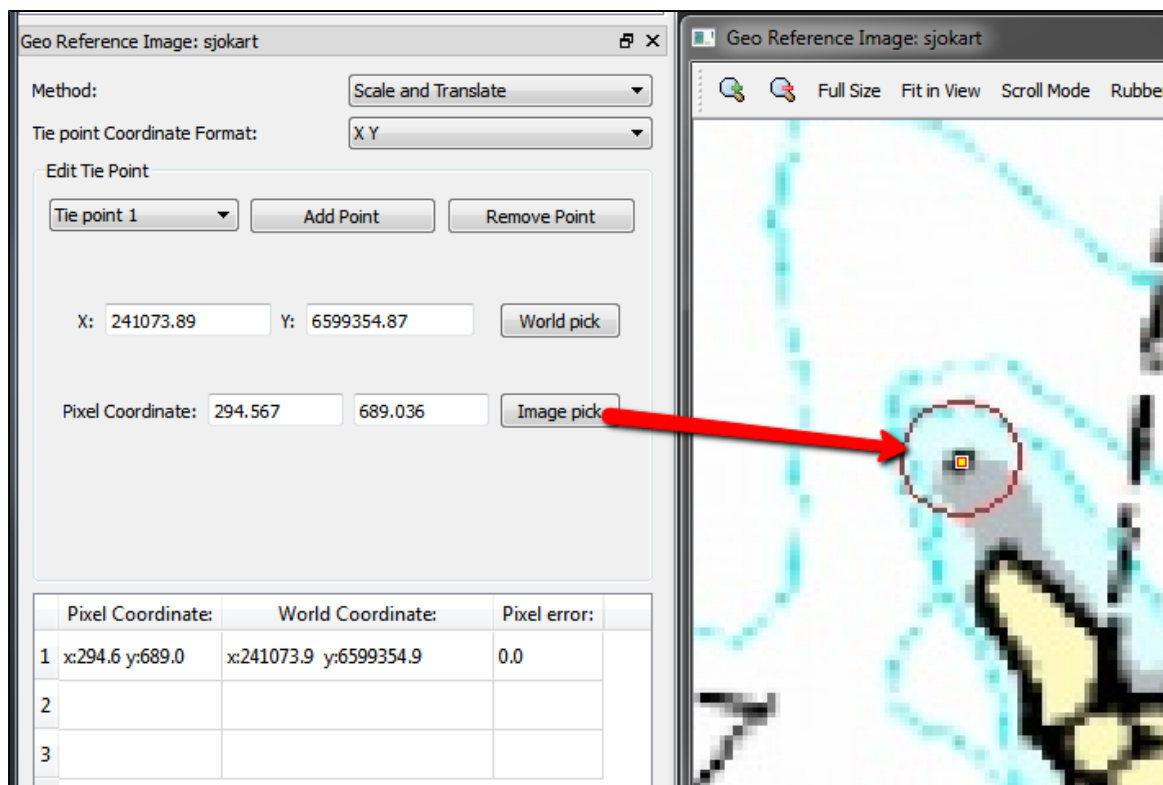 Geo Reference Image: sjokart
Method: Scale and Translate
Tie point Coordinate Format: X Y
Edit Tie Point
Tie point 1 Add Point Remove Point
X: 241073.89 Y: 6599354.87 World pick
Pixel Coordinate: 294.567 689.036 Image pick
Pixel Coordinate: World Coordinate: Pixel error:
1 x:294.6 y:689.0 x:241073.9 y:6599354.9 0.0
2
3
Geo Reference Image: sjokart
Full Size Fit in View Scroll Mode Rubbe